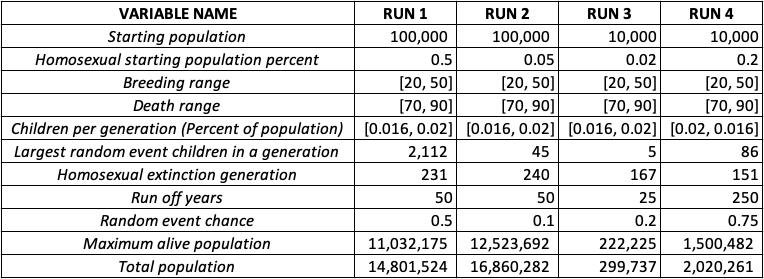 VARIABLE NAME RUN 1 RUN 2 RUN 3 RUN 4
Starting population 100,000 100,000 10,000 10,000
Homosexual starting population percent 0.5 0.05 0.02 0.2
Breeding range [20, 50] [20, 50] [20, 50] [20, 50]
Death range [70, 90] [70, 90] [70, 90] [70, 90]
Children per generation (Percent of population) [0.016, 0.02] [0.016, 0.02] [0.016, 0.02] [0.02, 0.016]
Largest random event children in a generation 2,112 45 5 86
Homosexual extinction generation 231 240 167 151
Run off years 50 50 25 250
Random event chance 0.5 0.1 0.2 0.75
Maximum alive population 11,032,175 12,523,692 222,225 1,500,482
Total population 14,801,524 16,860,282 299,737 2,020,261